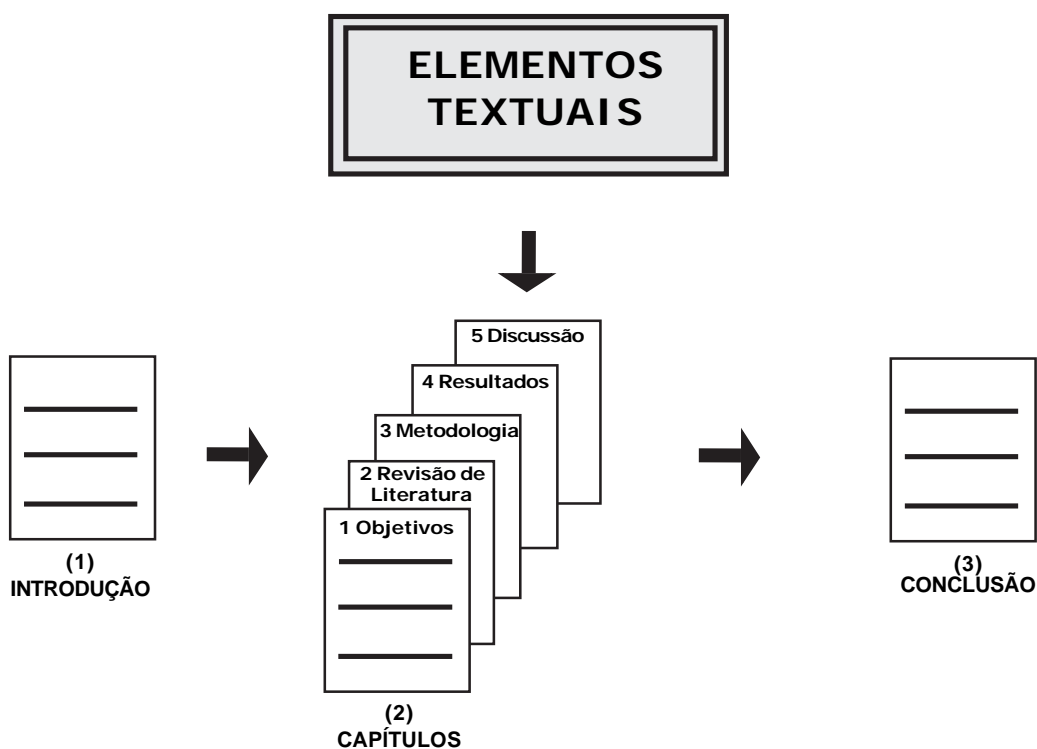 ELEMENTOS
TEXTUAIS
5 Discussão
4 Resultados
3 Metodologia
2 Revisão de
Literatura
1 Objetivos
(1)
INTRODUÇÃO
(2)
CAPÍTULOS
(3)
CONCLUSÃO